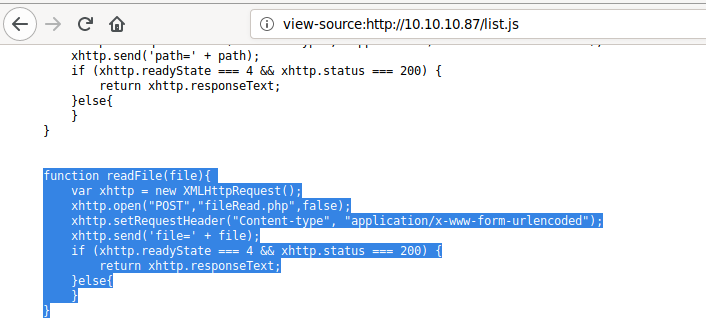 view-source:http://10.10.10.87/list.js
xhttp.send('path=' + path);
if (xhttp.readyState === 4 && xhttp.status === 200) {
return xhttp.responseText;
}else{
}
}
function readFile(file){
var xhttp = new XMLHttpRequest();
xhttp.open("POST","fileRead.php",false);
xhttp.setRequestHeader("Content-type", "application/x-www-form-urlencoded");
xhttp.send('file=' + file);
if (xhttp.readyState === 4 && xhttp.status === 200) {
return xhttp.responseText;
}else{
}
}